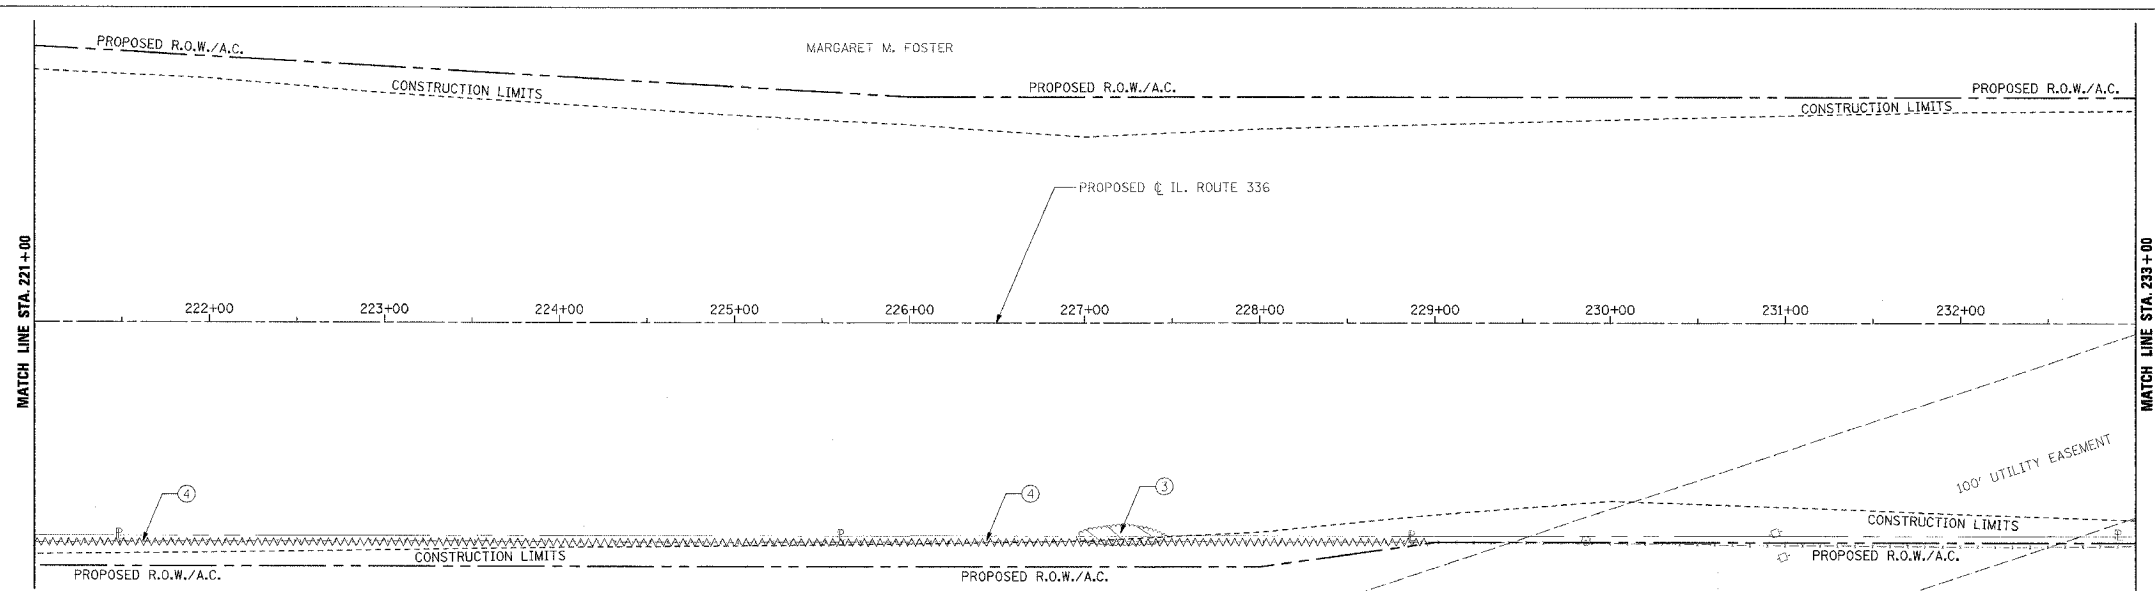 PROPOSED R.O.W./A.C.
MARGARET M. FOSTER
CONSTRUCTION LIMITS
PROPOSED R.O.W./A.C.
PROPOSED R.O.W./A.C.
CONSTRUCTION LIMITS
PROPOSED ℄ IL. ROUTE 336
MATCH LINE STA. 221+00
222+00
223+00
224+00
225+00
226+00
227+00
228+00
229+00
230+00
231+00
232+00
MATCH LINE STA. 233+00
100' UTILITY EASEMENT
4
4
3
P
P
P
P
CONSTRUCTION LIMITS
CONSTRUCTION LIMITS
PROPOSED R.O.W./A.C.
PROPOSED R.O.W./A.C.
PROPOSED R.O.W./A.C.